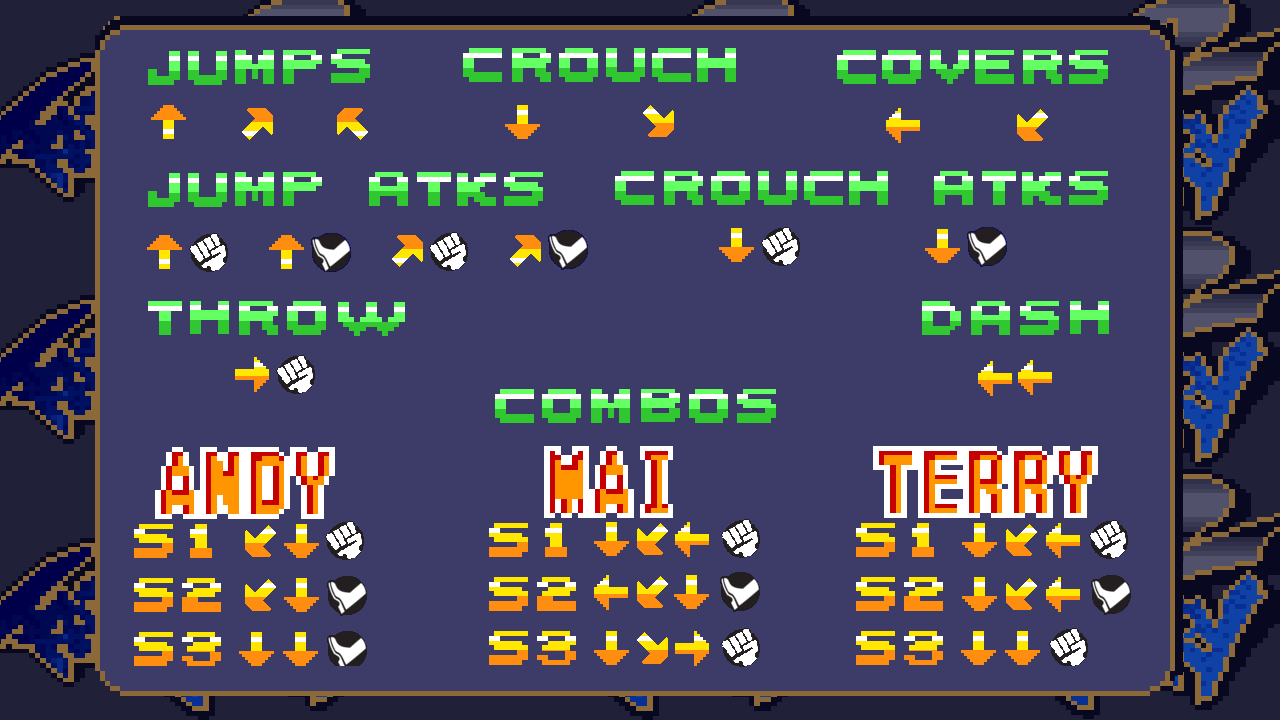 JUMPS CROUCH COVERS
JUMP ATKS CROUCH ATKS
THROW DASH
COMBOS
ANDY MAI TERRY
S1 S1 S1
S2 S2 S2
S3 S3 S3